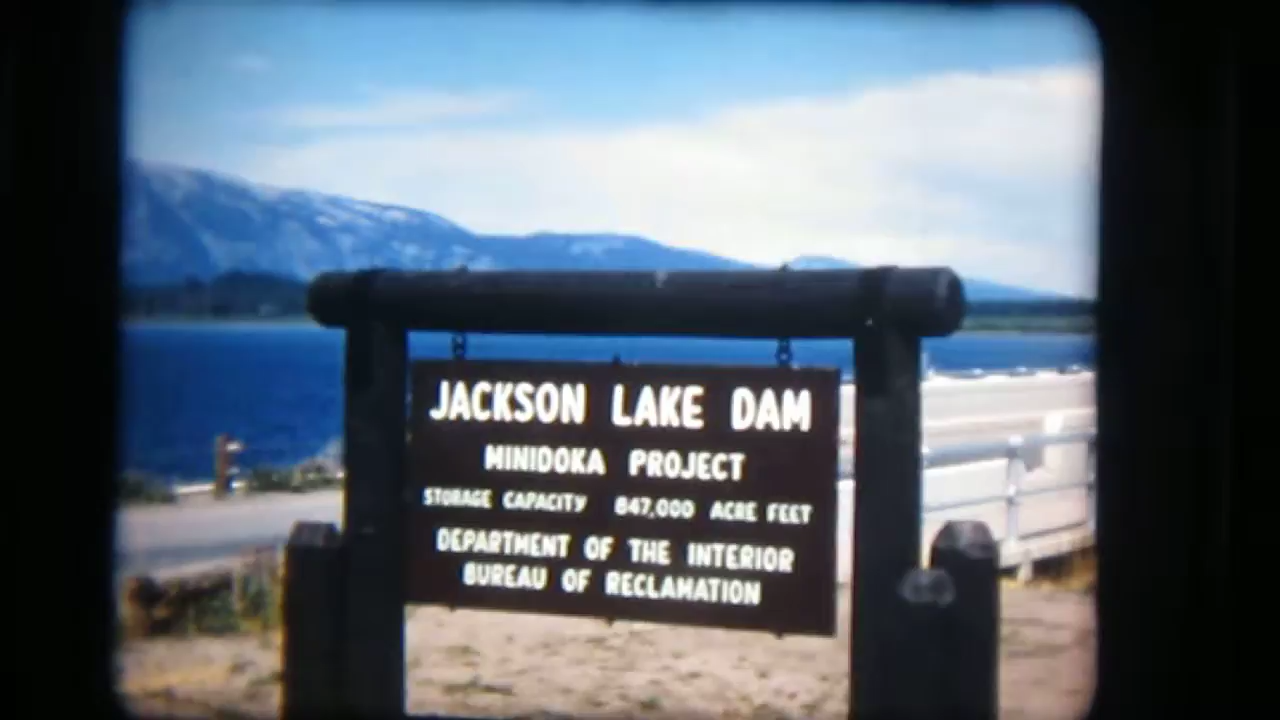 JACKSON LAKE DAM
MINIDOKA PROJECT
STORAGE CAPACITY 847,000 ACRE FEET
DEPARTMENT OF THE INTERIOR
BUREAU OF RECLAMATION